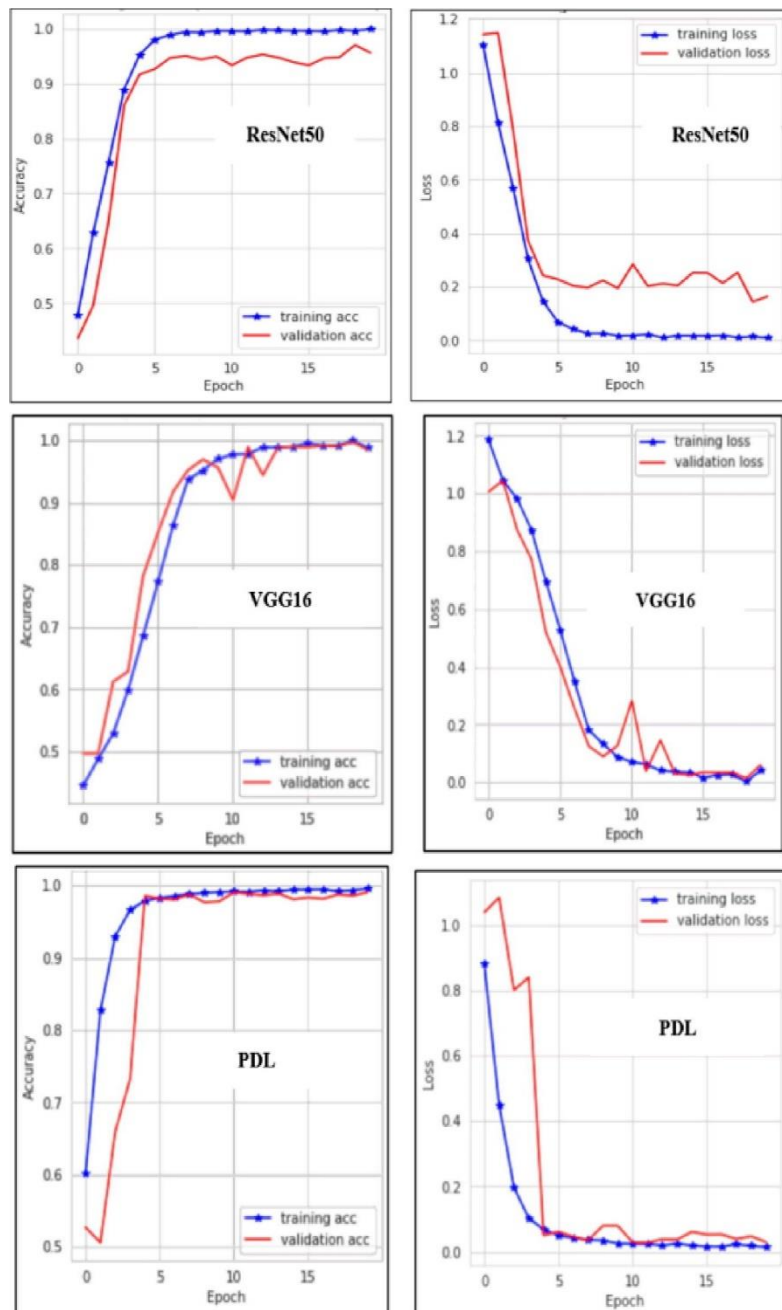 1.0
0.9
0.8
0.7
0.6
0.5
Accuracy
ResNet50
training acc
validation acc
0 5 10 15
Epoch
1.2
1.0
0.8
0.6
0.4
0.2
0.0
Loss
training loss
validation loss
ResNet50
0 5 10 15
Epoch
1.0
0.9
0.8
0.7
0.6
0.5
Accuracy
VGG16
training acc
validation acc
0 5 10 15
Epoch
1.2
1.0
0.8
0.6
0.4
0.2
0.0
Loss
training loss
validation loss
VGG16
0 5 10 15
Epoch
1.0
0.9
0.8
0.7
0.6
0.5
Accuracy
PDL
training acc
validation acc
0 5 10 15
Epoch
1.0
0.8
0.6
0.4
0.2
0.0
Loss
training loss
validation loss
PDL
0 5 10 15
Epoch